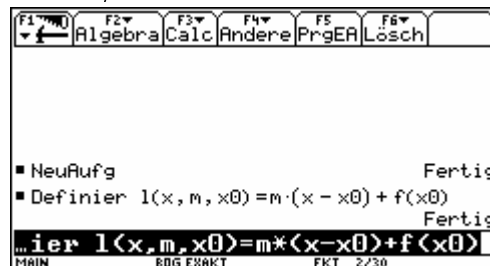 F1 F2 F3 F4 F5 F6
Algebra Calc Andere PrgEA Lösch
NeuAufg Fertig
Definier l(x,m,x0)=m·(x-x0)+f(x0)
Fertig
…ier l(x,m,x0)=m*(x-x0)+f(x0)
MAIN BOG EXAKT FKT 2/30